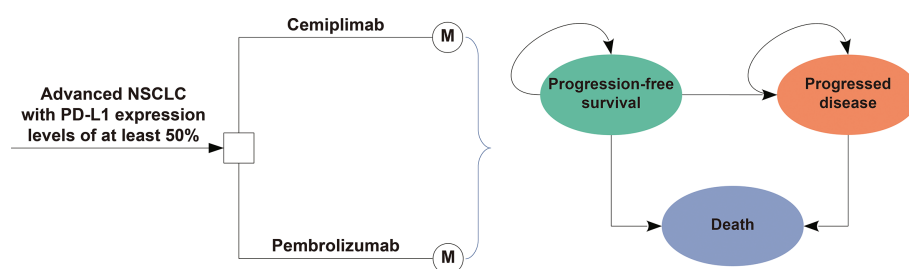 Cemiplimab
M
Advanced NSCLC
with PD-L1 expression
levels of at least 50%
Pembrolizumab
M
Progression-free
survival
Progressed
disease
Death